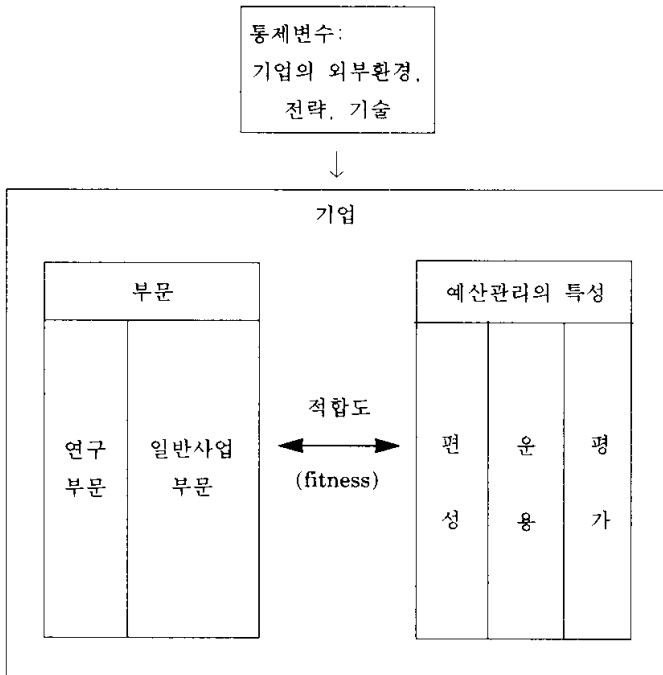 통제변수:
기업의 외부환경,
전략, 기술
기업
부문
예산관리의 특성
연구
부문
일반사업
부문
적합도
(fitness)
편
성
운
용
평
가